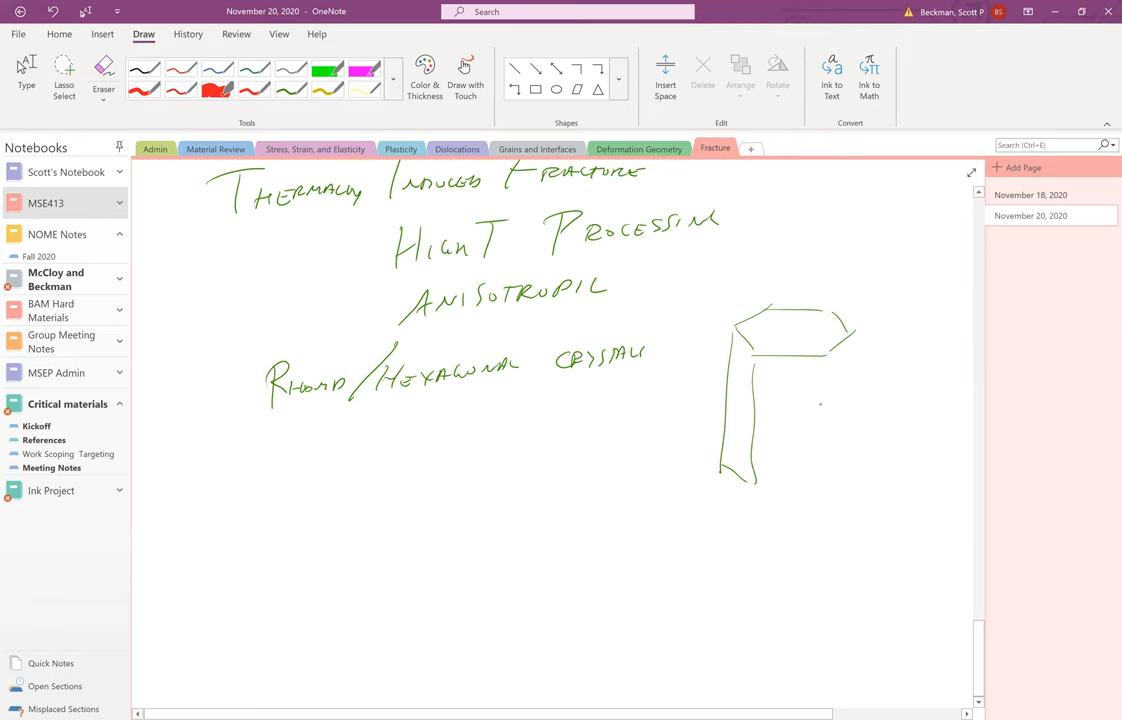 November 20, 2020 - OneNote
Search
Beckman, Scott P
BS
File
Home
Insert
Draw
History
Review
View
Help
Type
Lasso
Select
Eraser
Color &
Thickness
Draw with
Touch
Insert
Space
Delete
Arrange
Rotate
Ink to
Text
Ink to
Math
Tools
Shapes
Edit
Convert
Notebooks
Admin
Material Review
Stress, Strain, and Elasticity
Plasticity
Dislocations
Grains and Interfaces
Deformation Geometry
Fracture
Search (Ctrl+E)
Scott's Notebook
MSE413
NOME Notes
Fall 2020
McCloy and
Beckman
BAM Hard
Materials
Group Meeting
Notes
MSEP Admin
Critical materials
Kickoff
References
Work Scoping Targeting
Meeting Notes
Ink Project
Quick Notes
Open Sections
Misplaced Sections
THERMALLY INDUCED FRACTURE
HIGH T PROCESSING
ANISOTROPIC
RHOMB/HEXAGONAL CRYSTALS
Add Page
November 18, 2020
November 20, 2020